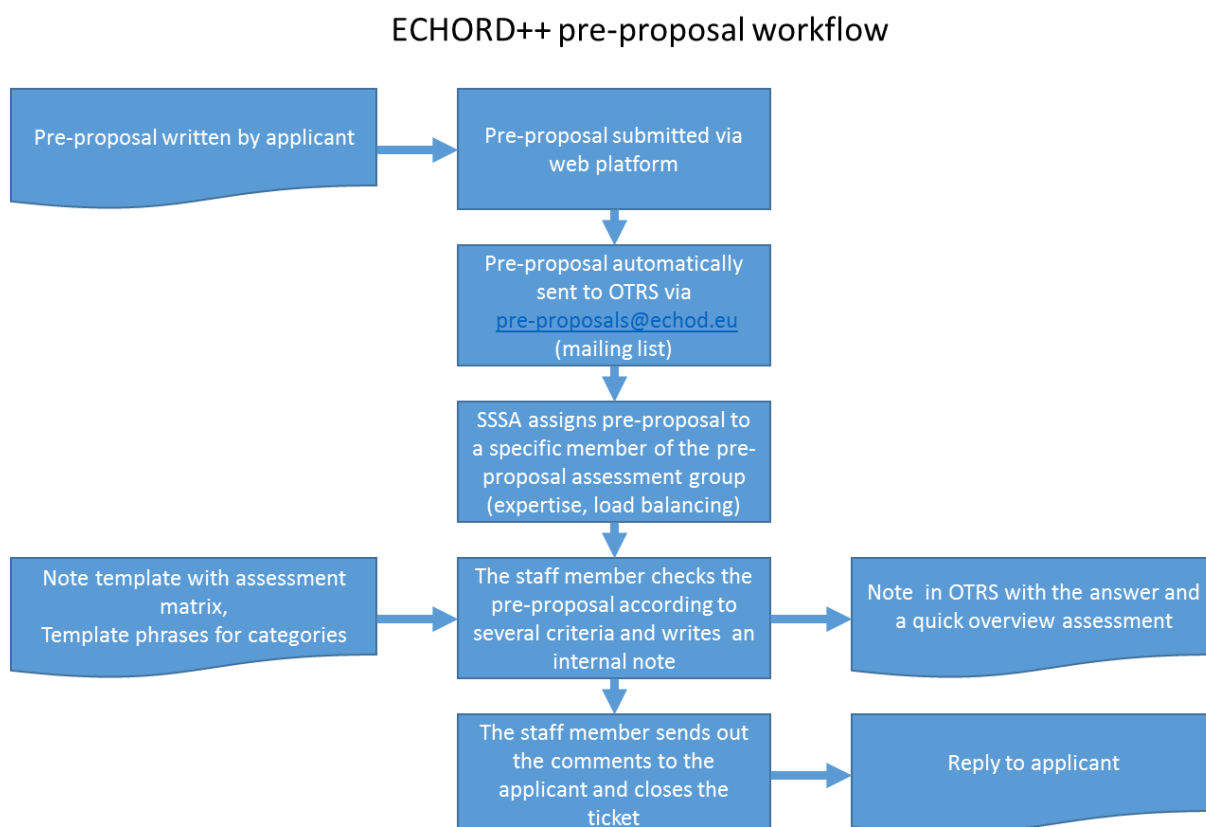 ECHORD++ pre-proposal workflow
Pre-proposal written by applicant
Pre-proposal submitted via
web platform
Pre-proposal automatically
sent to OTRS via
pre-proposals@echod.eu
(mailing list)
SSSA assigns pre-proposal to
a specific member of the pre-
proposal assessment group
(expertise, load balancing)
Note template with assessment
matrix,
Template phrases for categories
The staff member checks the
pre-proposal according to
several criteria and writes an
internal note
Note in OTRS with the answer and
a quick overview assessment
The staff member sends out
the comments to the
applicant and closes the
ticket
Reply to applicant